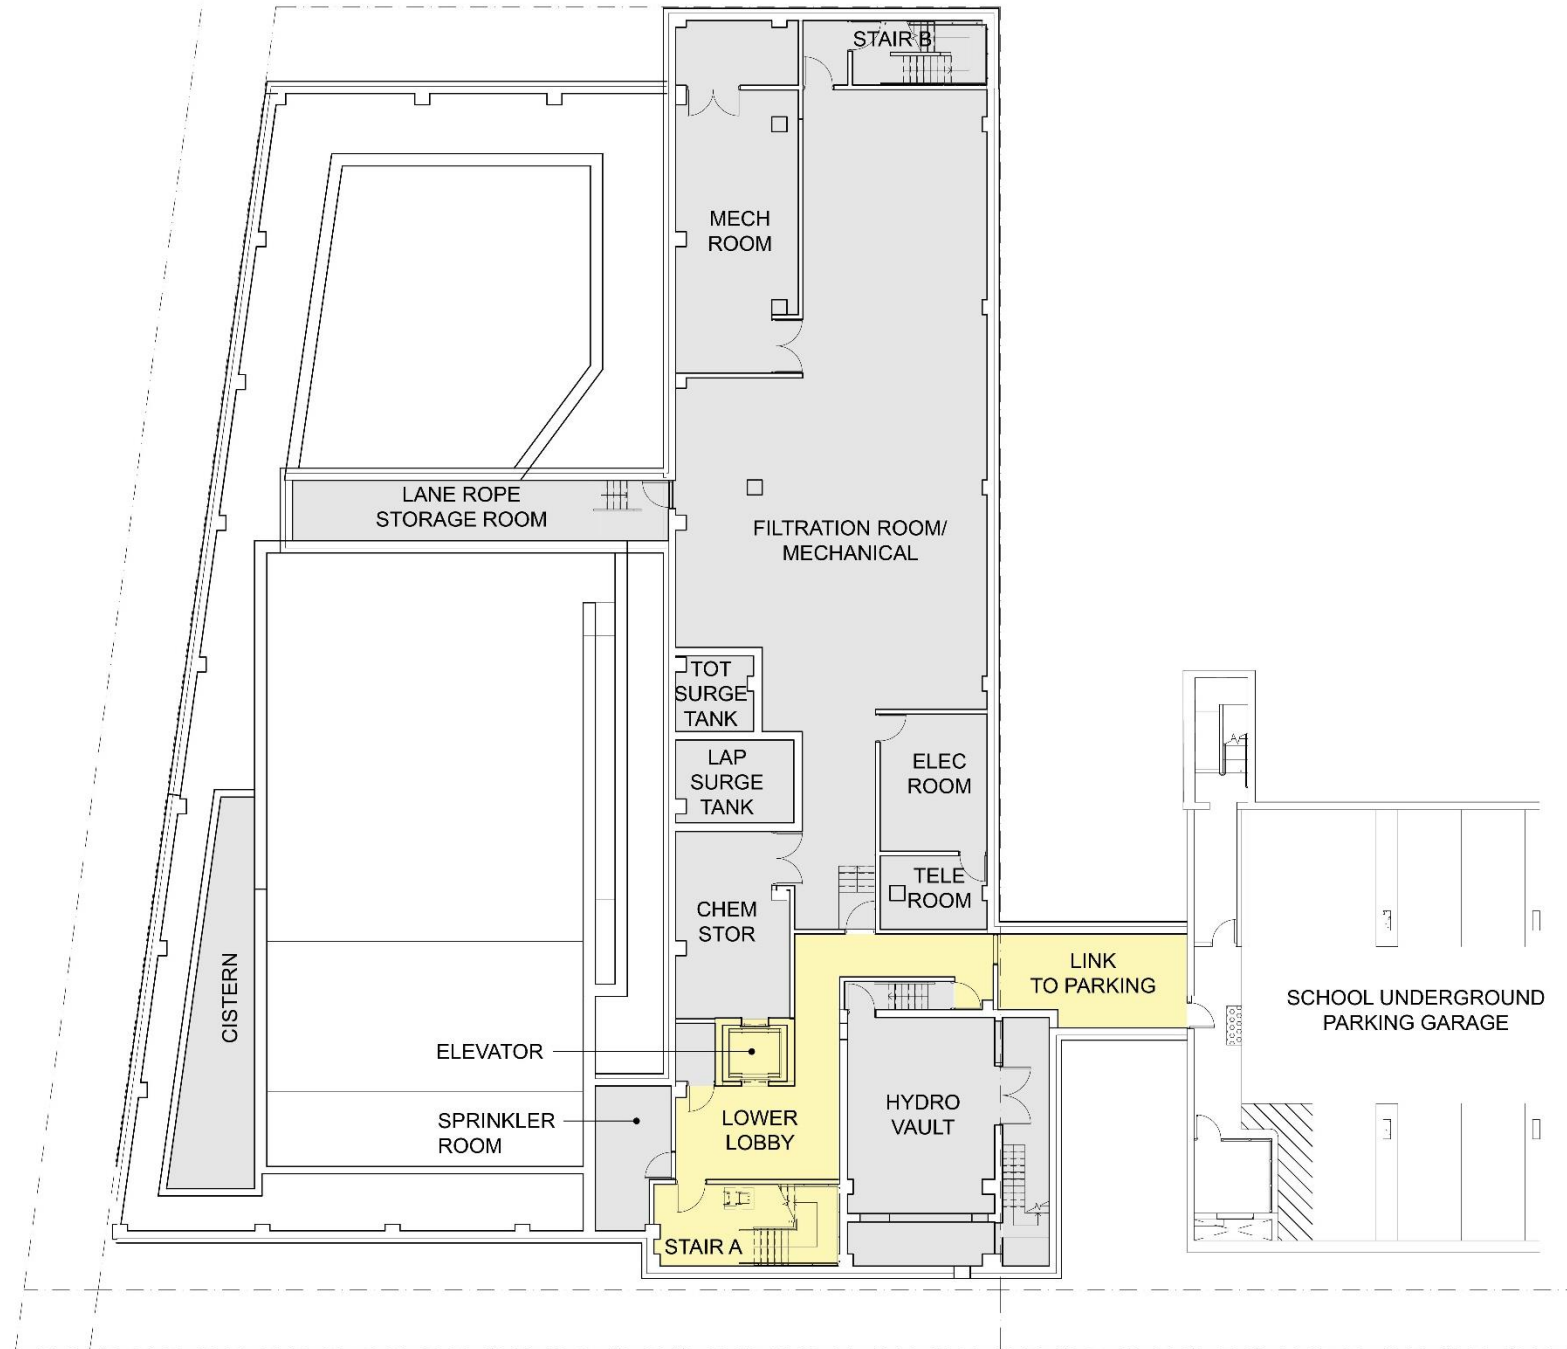 STAIR B
MECH
ROOM
LANE ROPE
STORAGE ROOM
FILTRATION ROOM/
MECHANICAL
TOT
SURGE
TANK
LAP
SURGE
TANK
ELEC
ROOM
TELE
ROOM
CHEM
STOR
CISTERN
LINK
TO PARKING
SCHOOL UNDERGROUND
PARKING GARAGE
ELEVATOR
SPRINKLER
ROOM
LOWER
LOBBY
HYDRO
VAULT
STAIR A